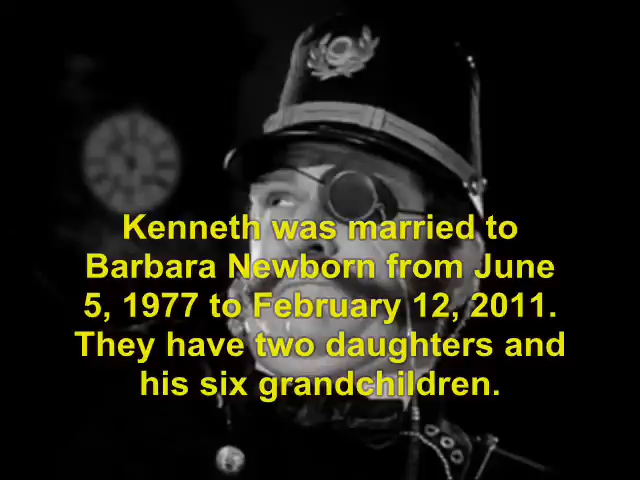 Kenneth was married to
Barbara Newborn from June
5, 1977 to February 12, 2011.
They have two daughters and
his six grandchildren.